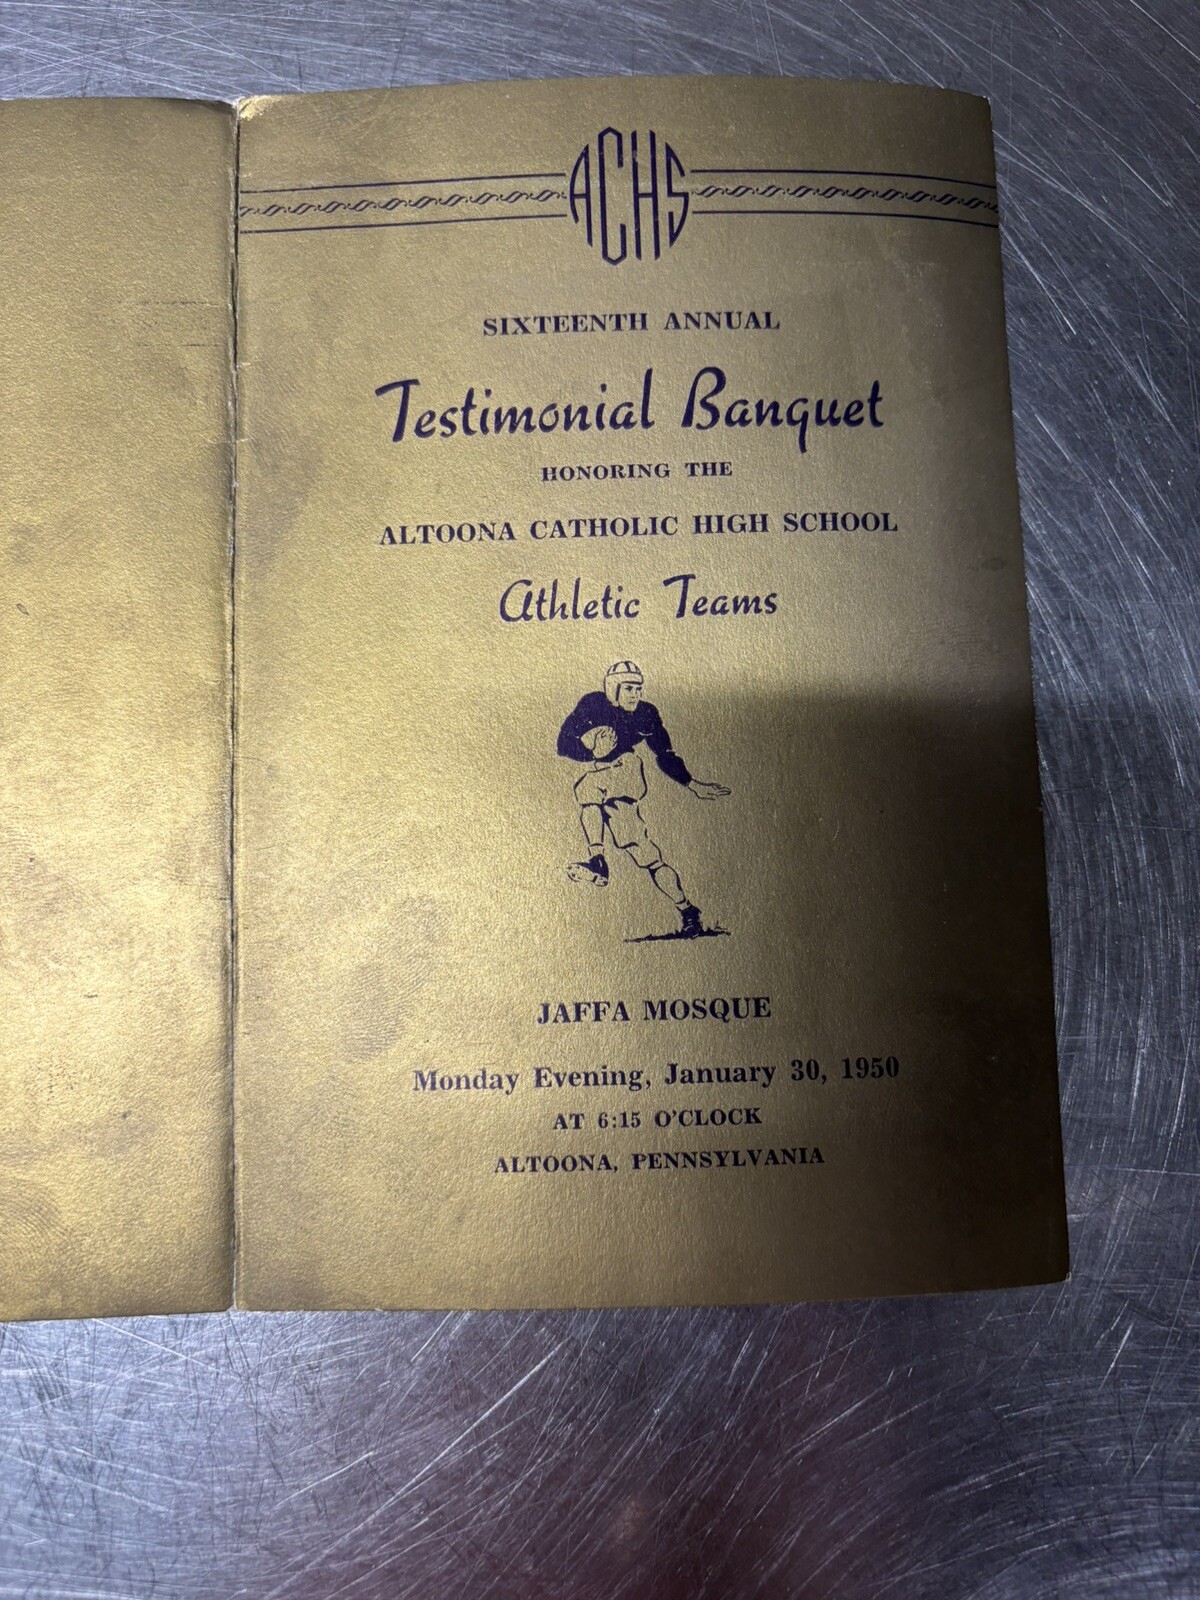 ACHS
SIXTEENTH ANNUAL
Testimonial Banquet
HONORING THE
ALTOONA CATHOLIC HIGH SCHOOL
Athletic Teams
JAFFA MOSQUE
Monday Evening, January 30, 1950
AT 6:15 O'CLOCK
ALTOONA, PENNSYLVANIA